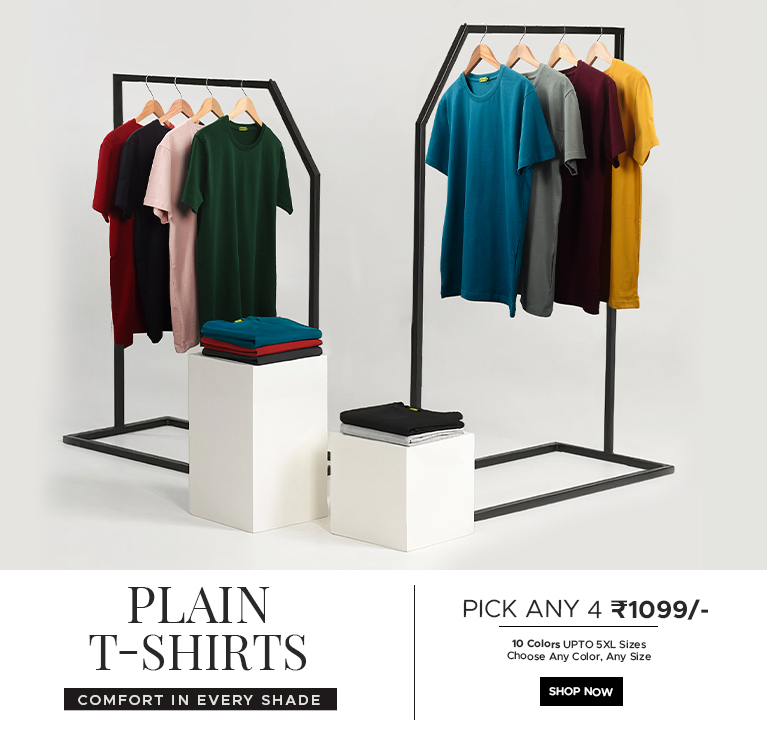 PLAIN
T-SHIRTS
COMFORT IN EVERY SHADE
PICK ANY 4 ₹1099/-
10 Colors UPTO 5XL Sizes
Choose Any Color, Any Size
SHOP NOW